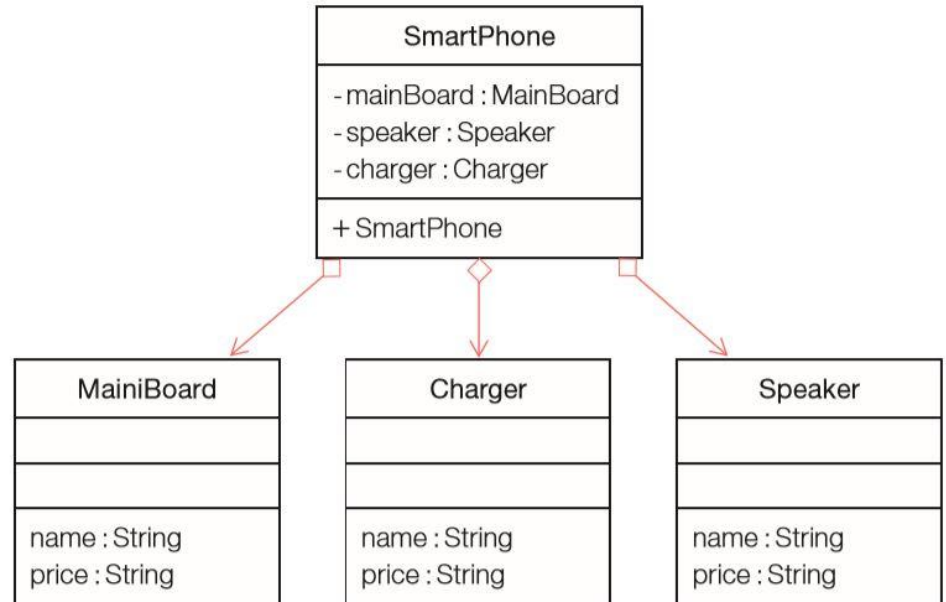 SmartPhone
- mainBoard : MainBoard
- speaker : Speaker
- charger : Charger
+ SmartPhone
MainiBoard
name : String
price : String
Charger
name : String
price : String
Speaker
name : String
price : String